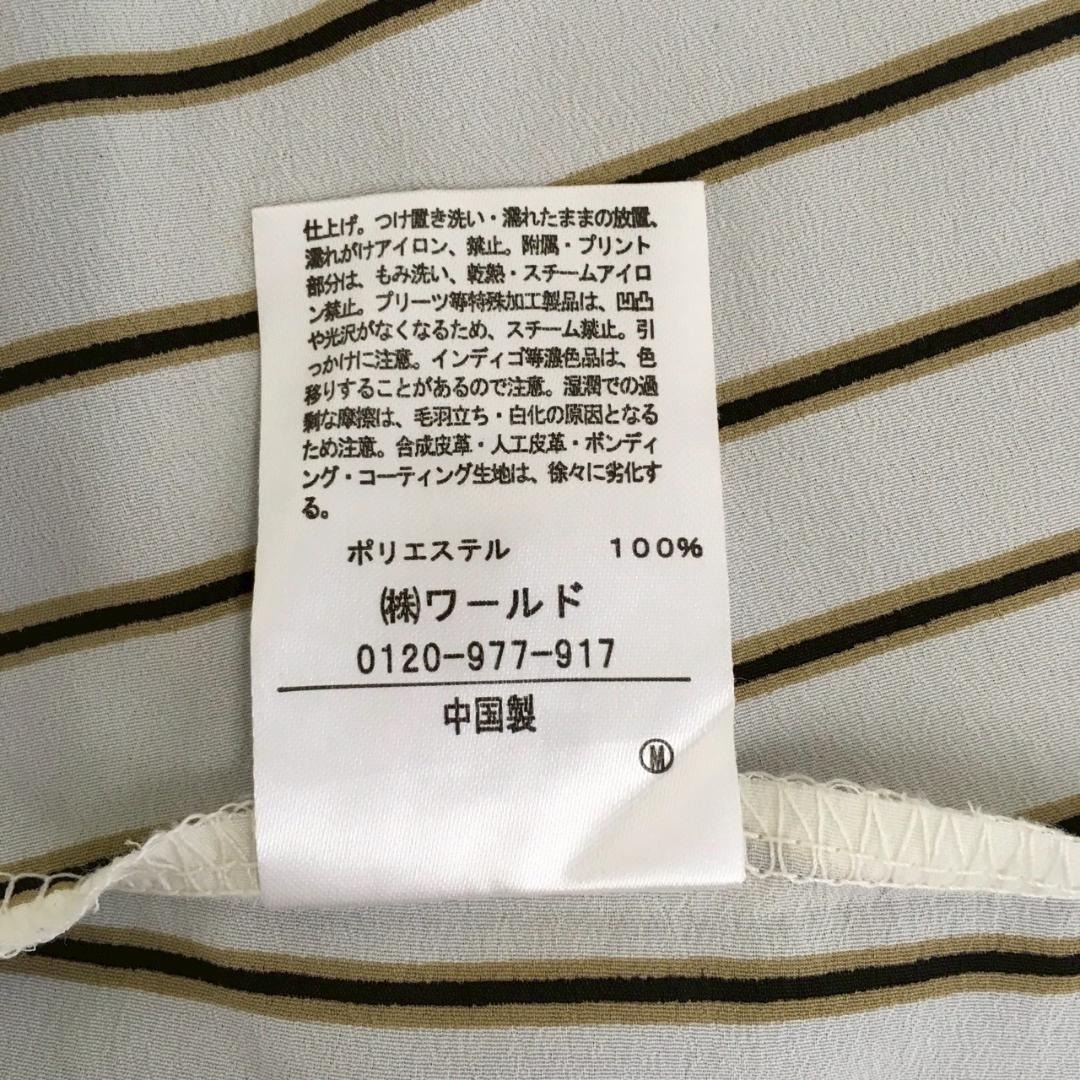 仕上げ。つけ置き洗い・濡れたままの放置、
濡れがけアイロン、禁止。附属・プリント
部分は、もみ洗い、乾熱・スチームアイロ
ン禁止。プリーツ等特殊加工製品は、凹凸
や光沢がなくなるため、スチーム禁止。引
っかけに注意。インディゴ等濃色品は、色
移りすることがあるので注意。湿潤での過
剰な摩擦は、毛羽立ち・白化の原因となる
ため注意。合成皮革・人工皮革・ボンディ
ング・コーティング生地は、徐々に劣化す
る。
ポリエステル 100%
㈱ワールド
0120-977-917
中国製
Ⓜ